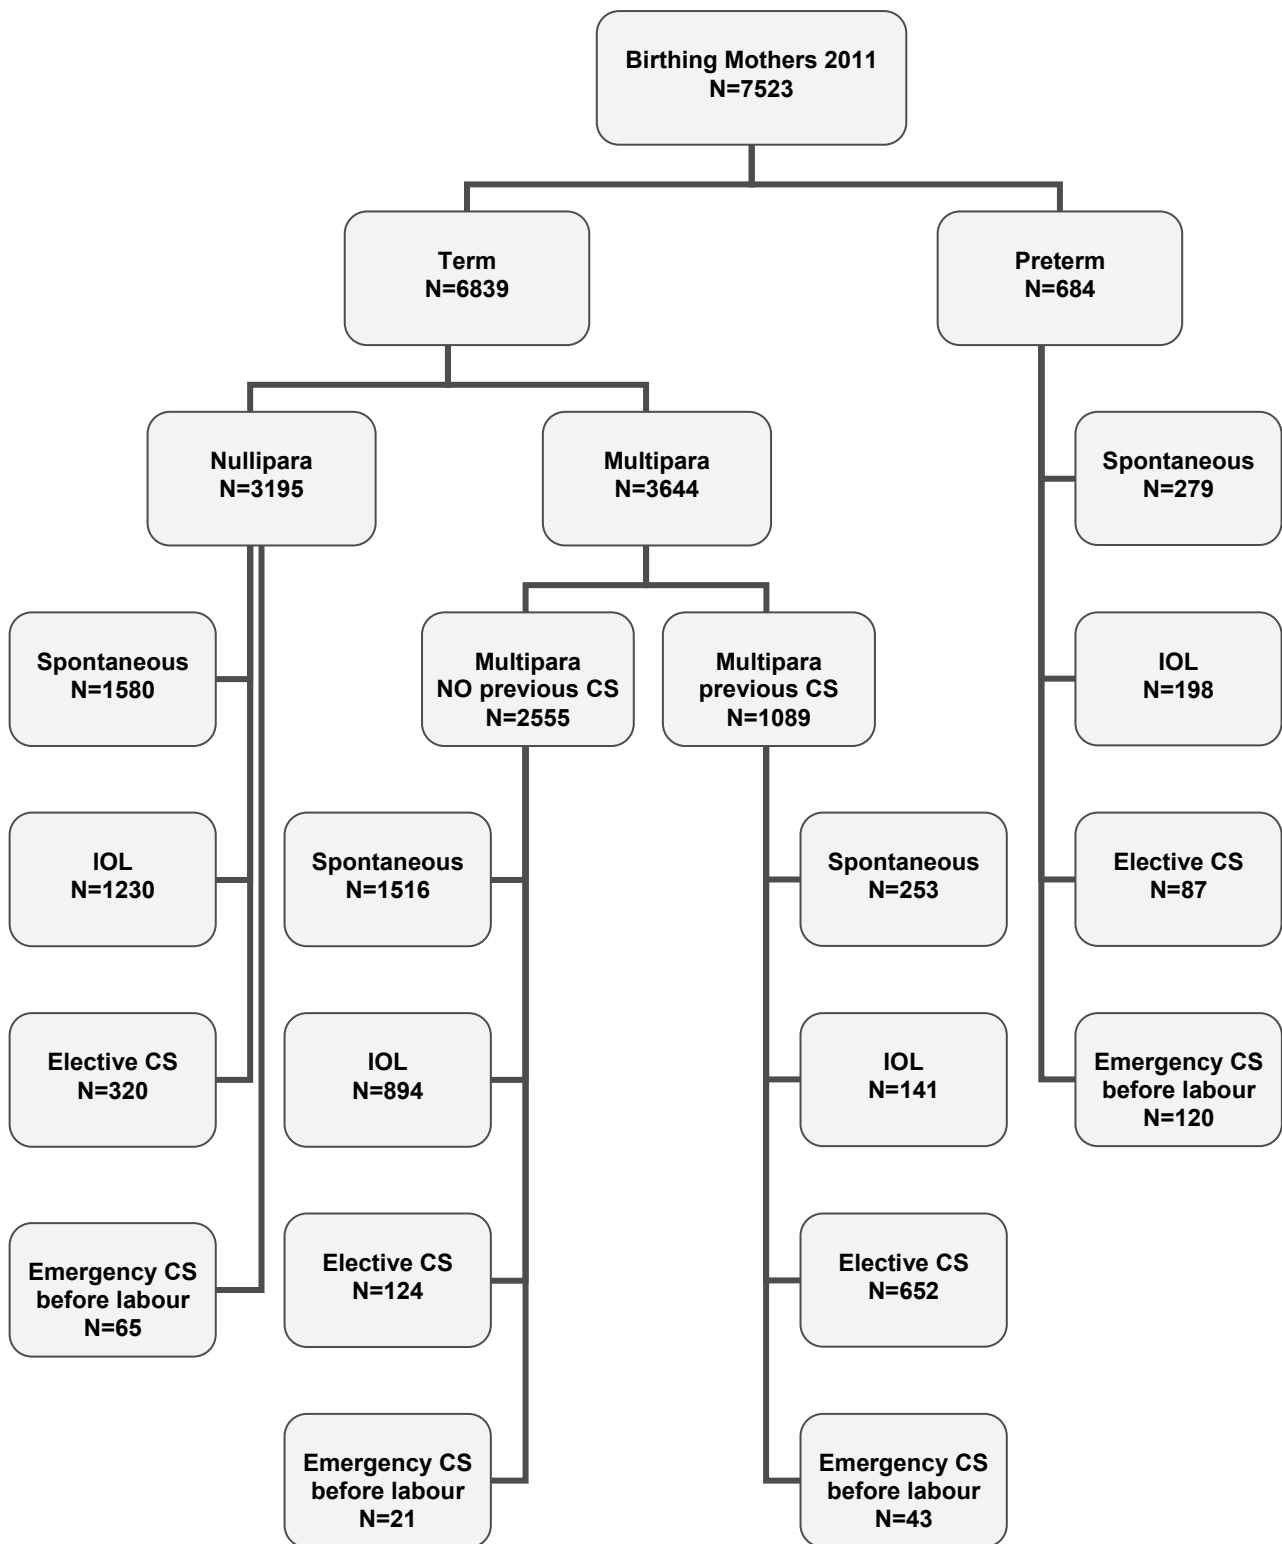 Birthing Mothers 2011
N=7523
Term
N=6839
Preterm
N=684
Nullipara
N=3195
Multipara
N=3644
Spontaneous
N=279
Spontaneous
N=1580
Multipara
NO previous CS
N=2555
Multipara
previous CS
N=1089
IOL
N=198
IOL
N=1230
Spontaneous
N=1516
Spontaneous
N=253
Elective CS
N=87
Elective CS
N=320
IOL
N=894
IOL
N=141
Emergency CS
before labour
N=120
Emergency CS
before labour
N=65
Elective CS
N=124
Elective CS
N=652
Emergency CS
before labour
N=21
Emergency CS
before labour
N=43